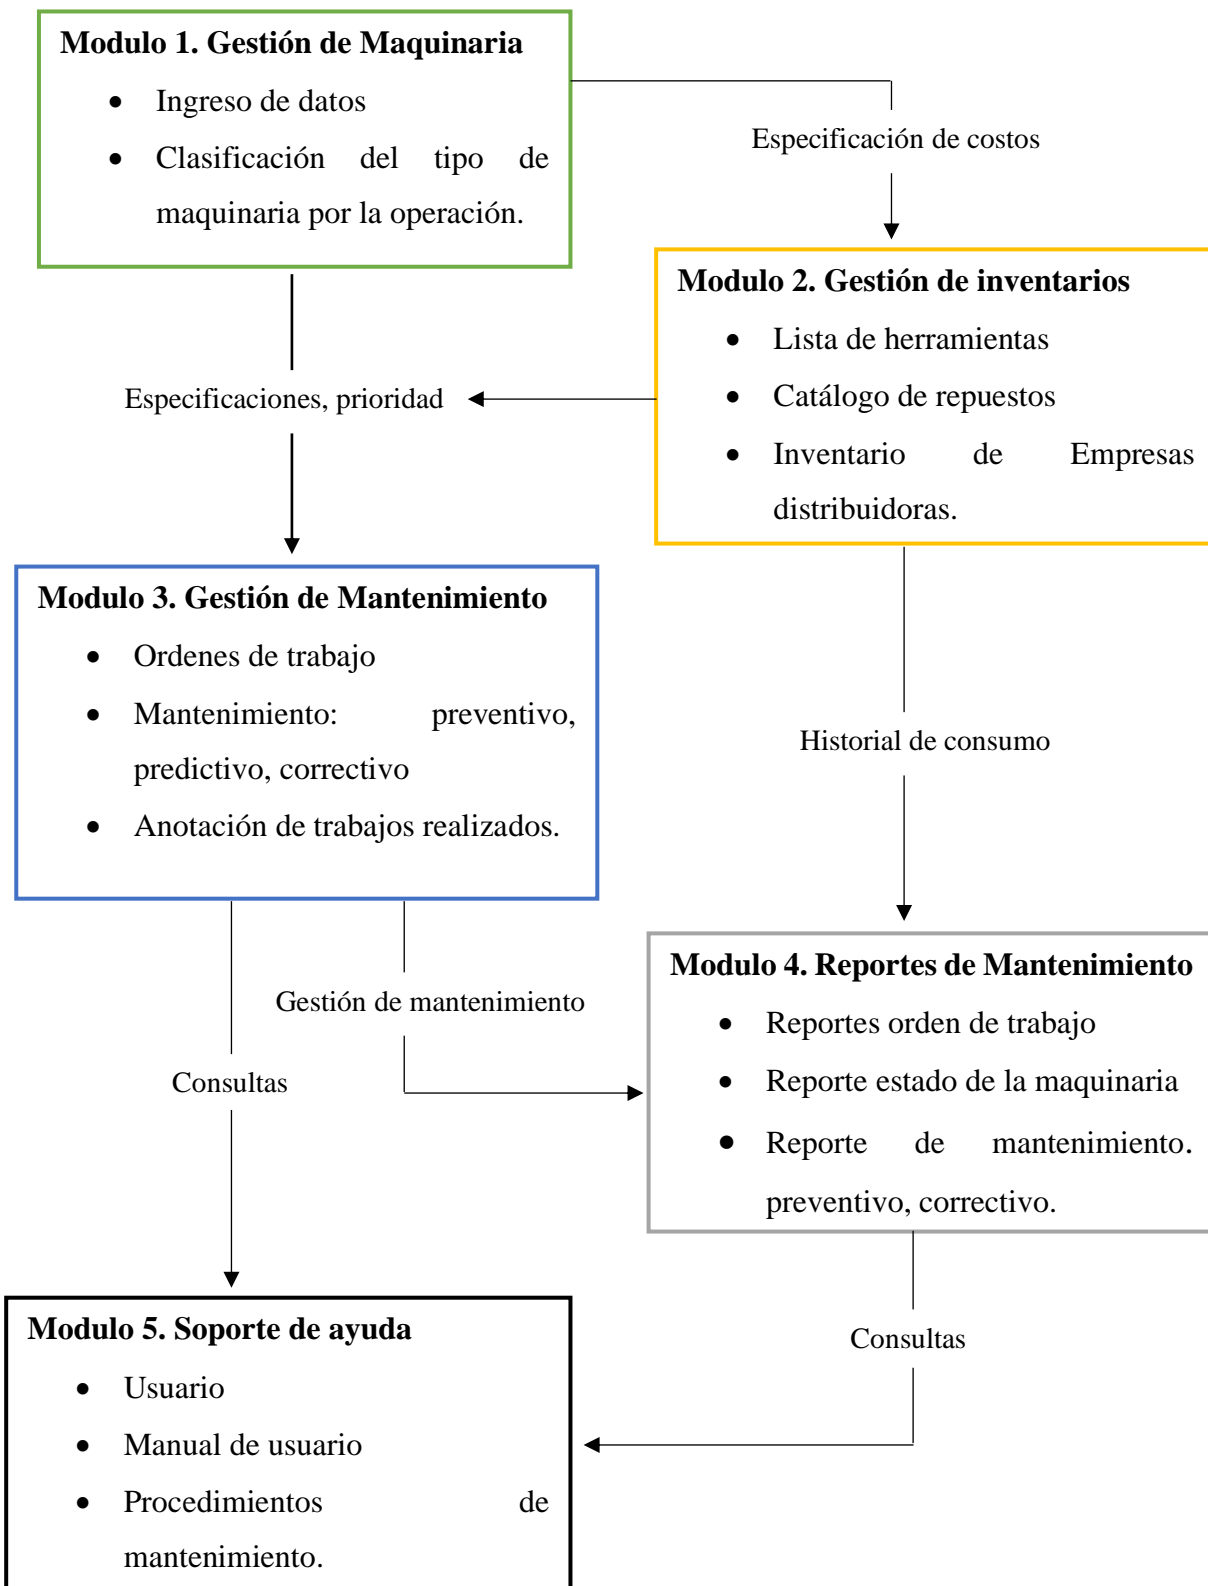 Modulo 1. Gestión de Maquinaria
• Ingreso de datos
• Clasificación del tipo de
maquinaria por la operación.
Especificación de costos
Modulo 2. Gestión de inventarios
• Lista de herramientas
• Catálogo de repuestos
• Inventario de Empresas
distribuidoras.
Especificaciones, prioridad
Modulo 3. Gestión de Mantenimiento
• Ordenes de trabajo
• Mantenimiento: preventivo,
predictivo, correctivo
• Anotación de trabajos realizados.
Historial de consumo
Gestión de mantenimiento
Consultas
Modulo 4. Reportes de Mantenimiento
• Reportes orden de trabajo
• Reporte estado de la maquinaria
• Reporte de mantenimiento.
preventivo, correctivo.
Consultas
Modulo 5. Soporte de ayuda
• Usuario
• Manual de usuario
• Procedimientos de
mantenimiento.